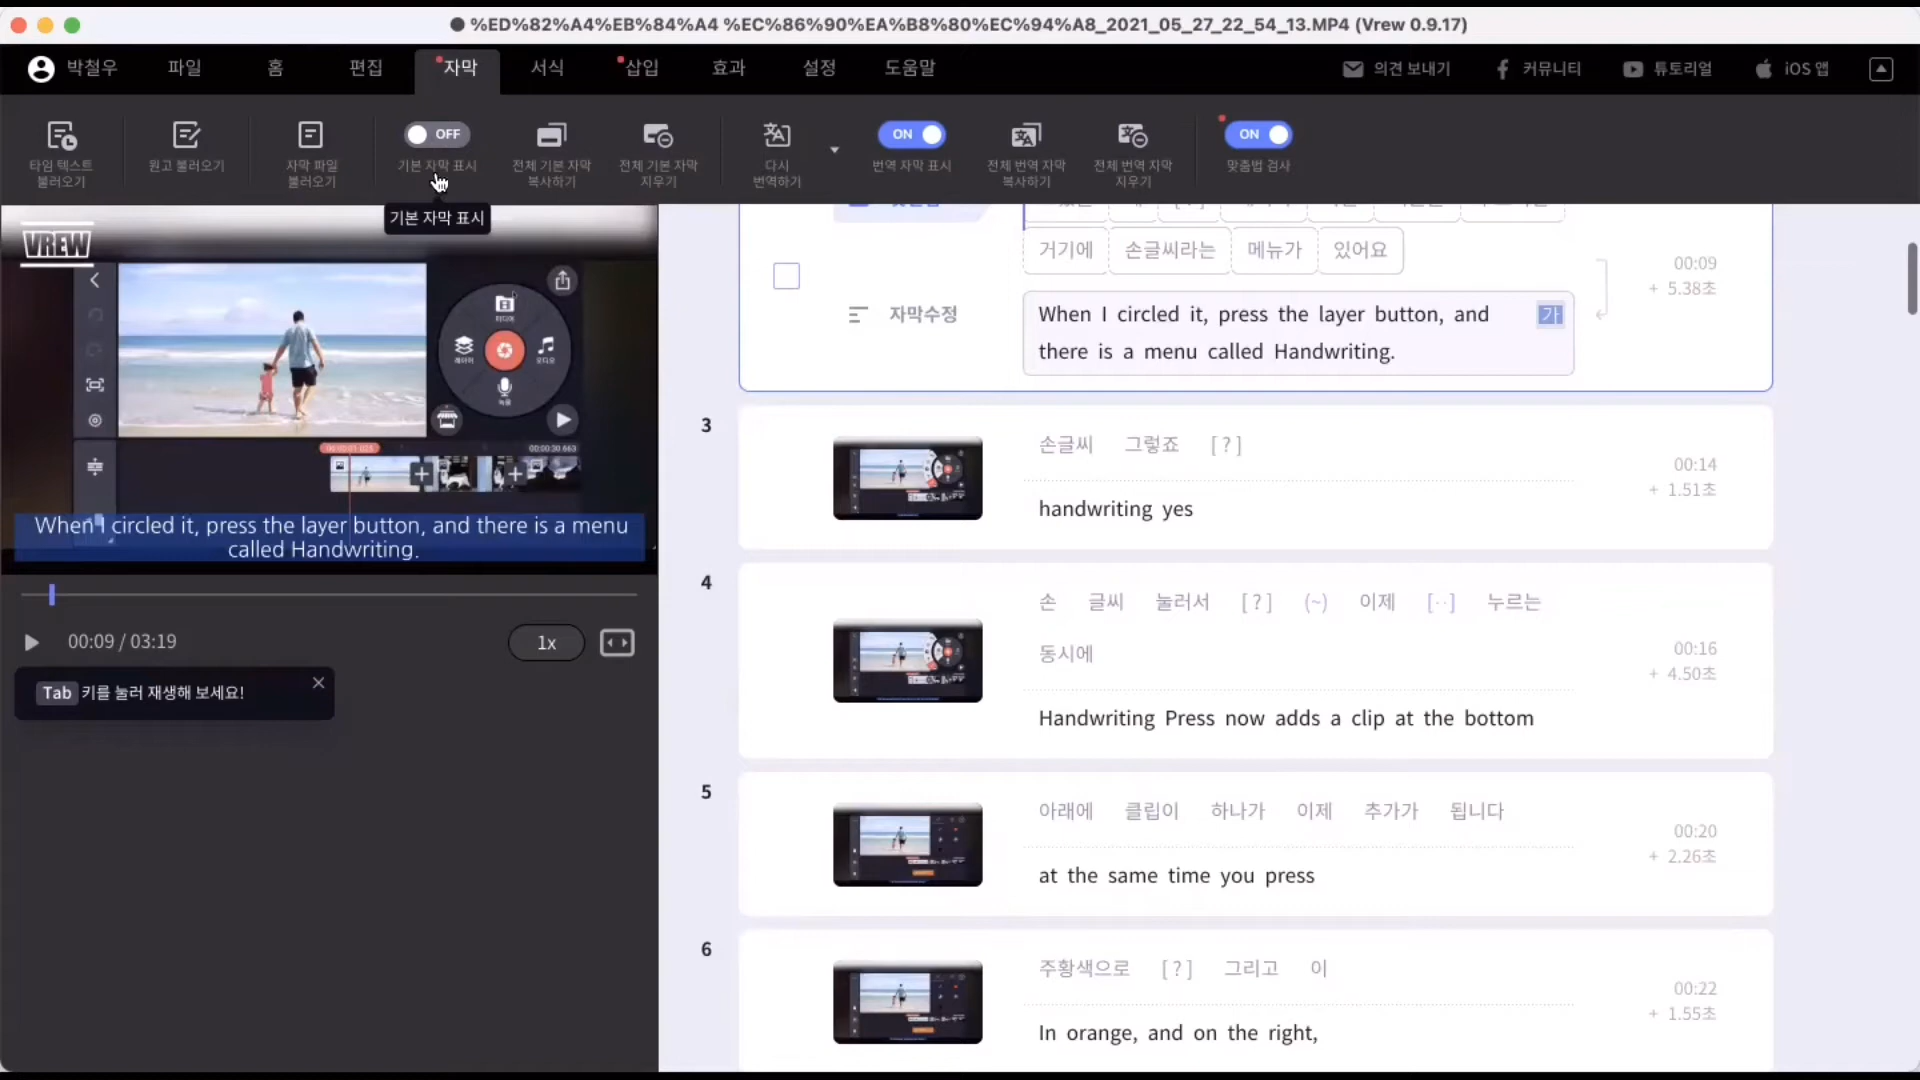 %ED%82%A4%EB%84%A4 %EC%86%90%EA%B8%80%EC%94%A8_2021_05_27_22_54_13.MP4 (Vrew 0.9.17)
박철우 파일 홈 편집 자막 서식 삽입 효과 설정 도움말 의견 보내기 커뮤니티 튜토리얼 iOS 앱
OFF ON ON
타임 텍스트 불러오기
원고 불러오기
자막 파일 불러오기
기본 자막 표시
전체 기본 자막 복사하기
전체 기본 자막 지우기
다시 번역하기
번역 자막 표시
전체 번역 자막 복사하기
전체 번역 자막 지우기
맞춤법 검사
기본 자막 표시
VREW
미디어
레이어 오디오
녹음
When I circled it, press the layer button, and there is a menu
called Handwriting.
00:09 / 03:19
1x
Tab 키를 눌러 재생해 보세요!
거기에 손글씨라는 메뉴가 있어요
00:09
+ 5.38초
자막수정
When I circled it, press the layer button, and
there is a menu called Handwriting.
가
3
손글씨 그렇죠 [ ? ]
handwriting yes
00:14
+ 1.51초
4
손 글씨 눌러서 [ ? ] (~) 이제 [··] 누르는
동시에
Handwriting Press now adds a clip at the bottom
00:16
+ 4.50초
5
아래에 클립이 하나가 이제 추가가 됩니다
at the same time you press
00:20
+ 2.26초
6
주황색으로 [ ? ] 그리고 이
In orange, and on the right,
00:22
+ 1.55초